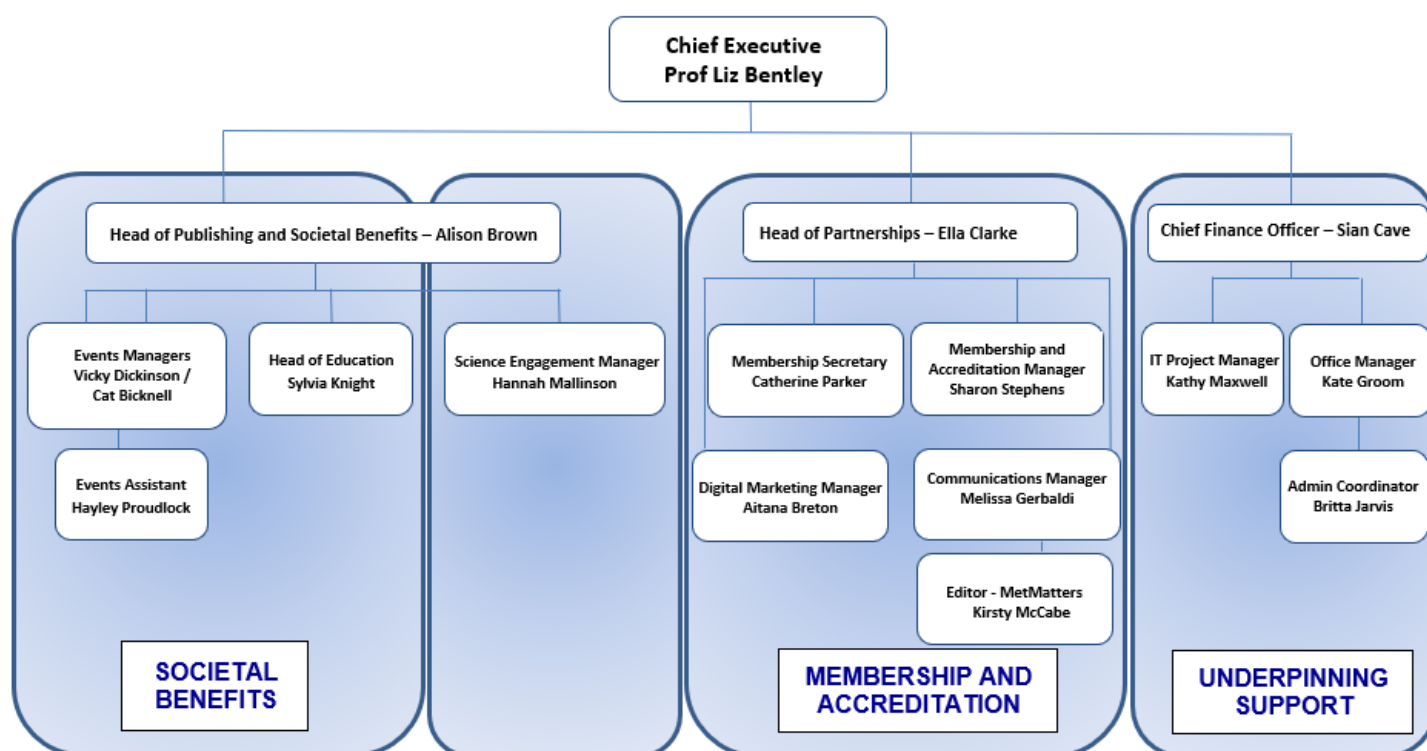 Chief Executive
Prof Liz Bentley
Head of Publishing and Societal Benefits – Alison Brown
Head of Partnerships – Ella Clarke
Chief Finance Officer – Sian Cave
Events Managers
Vicky Dickinson /
Cat Bicknell
Head of Education
Sylvia Knight
Science Engagement Manager
Hannah Mallinson
Membership Secretary
Catherine Parker
Membership and
Accreditation Manager
Sharon Stephens
IT Project Manager
Kathy Maxwell
Office Manager
Kate Groom
Events Assistant
Hayley Proudlock
Digital Marketing Manager
Aitana Breton
Communications Manager
Melissa Gerbaldi
Admin Coordinator
Britta Jarvis
Editor - MetMatters
Kirsty McCabe
SOCIETAL
BENEFITS
MEMBERSHIP AND
ACCREDITATION
UNDERPINNING
SUPPORT